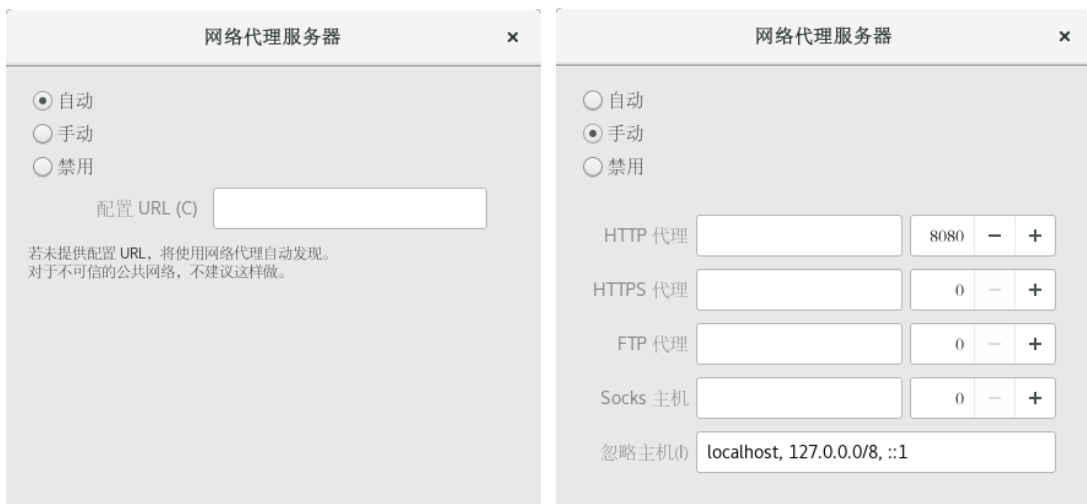 网络代理服务器 ×
自动
手动
禁用
配置 URL (C)
若未提供配置 URL，将使用网络代理自动发现。
对于不可信的公共网络，不建议这样做。
网络代理服务器 ×
自动
手动
禁用
HTTP 代理 8080 − +
HTTPS 代理 0 − +
FTP 代理 0 − +
Socks 主机 0 − +
忽略主机(I) localhost, 127.0.0.0/8, ::1